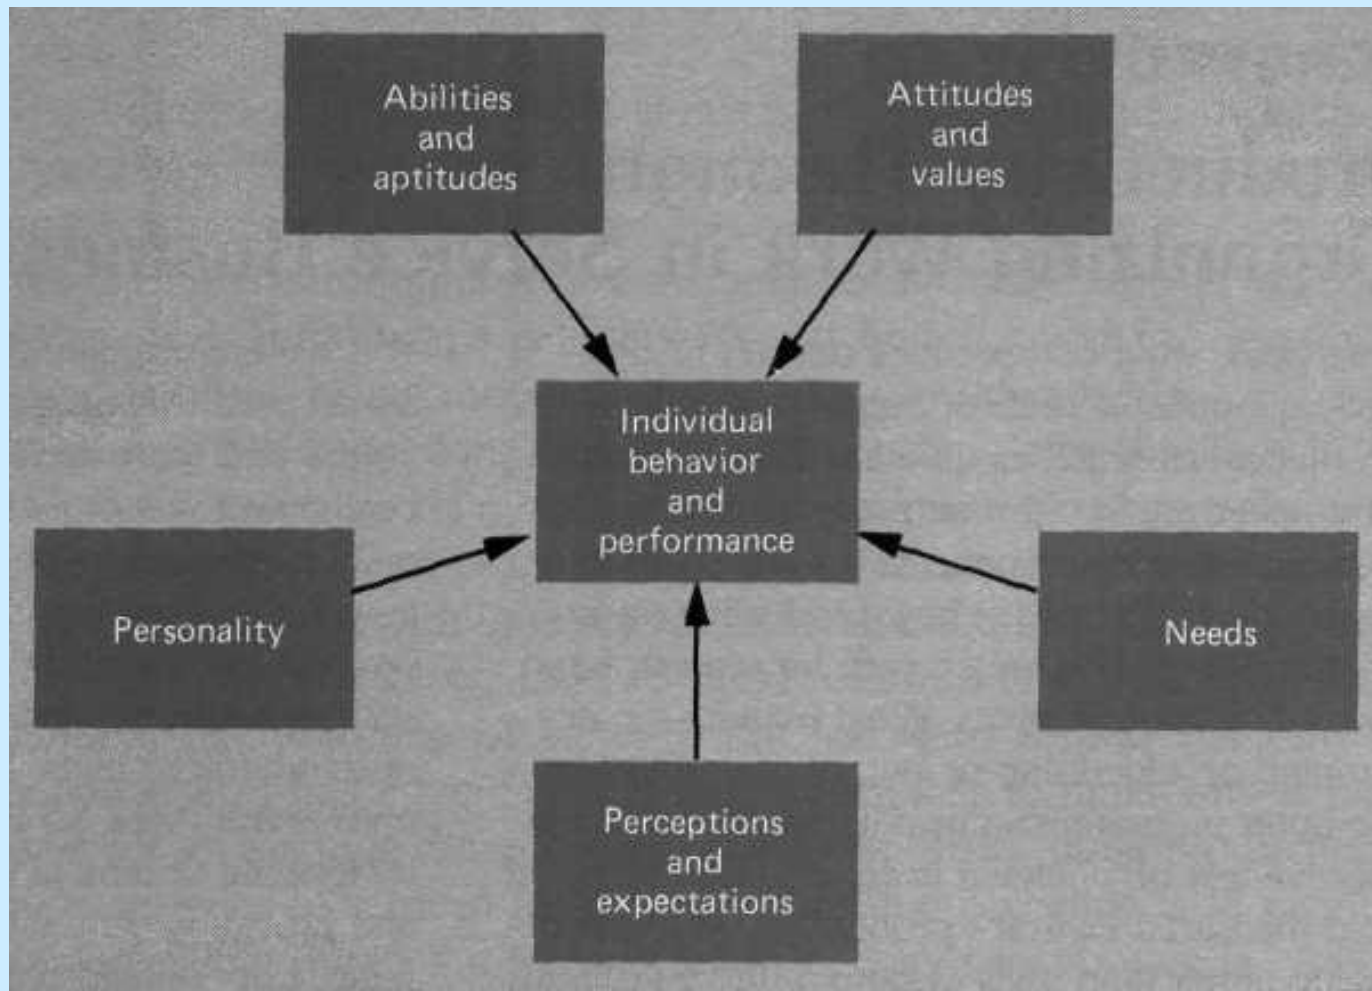 Abilities
and
aptitudes
Attitudes
and
values
Individual
behavior
and
performance
Personality
Needs
Perceptions
and
expectations